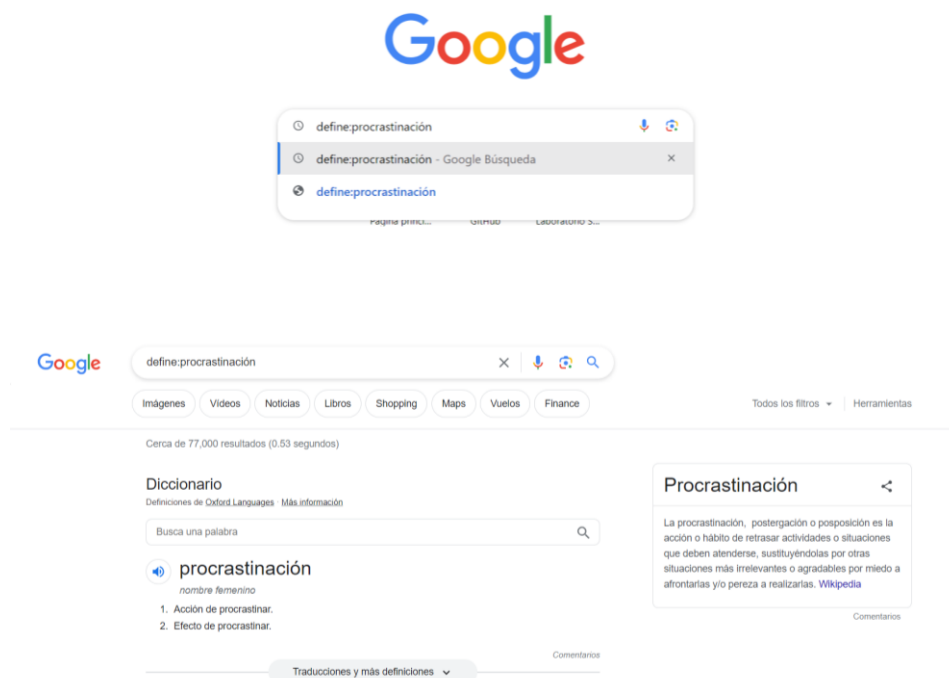 Google
define:procrastinación
define:procrastinación - Google Búsqueda
define:procrastinación
Página princi... GitHub Laboratorio S...
Google define:procrastinación
Imágenes Videos Noticias Libros Shopping Maps Vuelos Finance Todos los filtros Herramientas
Cerca de 77,000 resultados (0.53 segundos)
Diccionario
Definiciones de Oxford Languages · Más información
Busca una palabra
procrastinación
nombre femenino
1. Acción de procrastinar.
2. Efecto de procrastinar.
Comentarios
Traducciones y más definiciones
Procrastinación
La procrastinación, postergación o posposición es la
acción o hábito de retrasar actividades o situaciones
que deben atenderse, sustituyéndolas por otras
situaciones más irrelevantes o agradables por miedo a
afrontarlas y/o pereza a realizarlas. Wikipedia
Comentarios